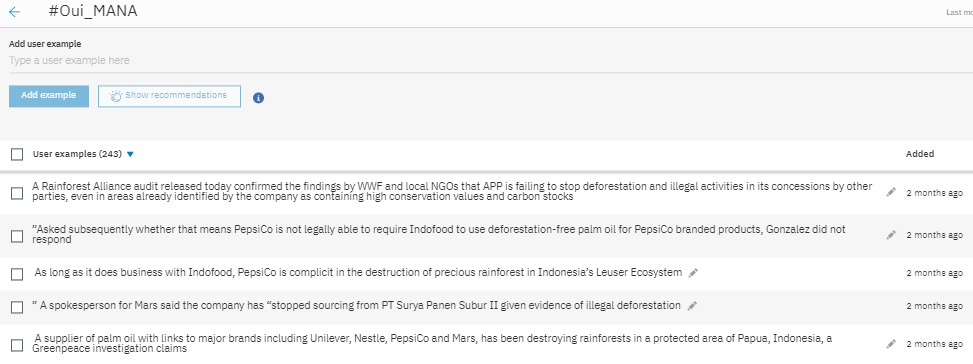 #Oui_MANA
Last mo
Add user example
Type a user example here
Add example
Show recommendations
User examples (243)
Added
A Rainforest Alliance audit released today confirmed the findings by WWF and local NGOs that APP is failing to stop deforestation and illegal activities in its concessions by other
parties, even in areas already identified by the company as containing high conservation values and carbon stocks
2 months ago
"Asked subsequently whether that means PepsiCo is not legally able to require Indofood to use deforestation-free palm oil for PepsiCo branded products, Gonzalez did not
respond
2 months ago
As long as it does business with Indofood, PepsiCo is complicit in the destruction of precious rainforest in Indonesia's Leuser Ecosystem
2 months ago
" A spokesperson for Mars said the company has "stopped sourcing from PT Surya Panen Subur II given evidence of illegal deforestation
2 months ago
A supplier of palm oil with links to major brands including Unilever, Nestle, PepsiCo and Mars, has been destroying rainforests in a protected area of Papua, Indonesia, a
Greenpeace investigation claims
2 months ago